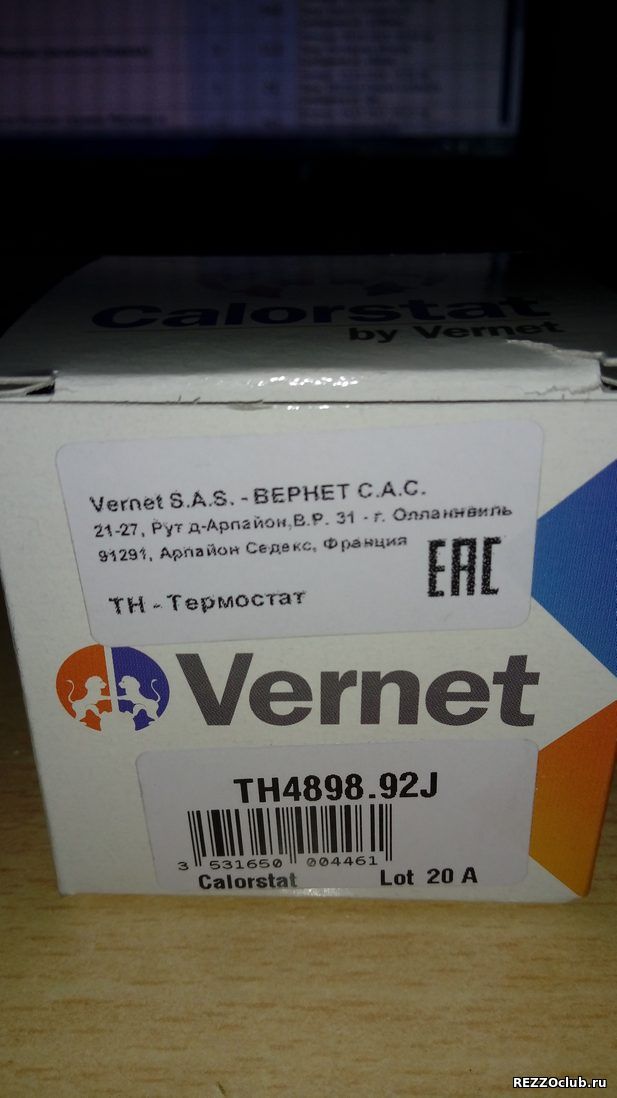 Calorstat
by Vernet
Vernet S.A.S. - ВЕРНЕТ С.А.С.
21-27, Рут д-Арпайон,В.Р. 31 - г. Олланнвиль
91291, Арпайон Седекс, Франция
EAC
ТН - Термостат
Vernet
TH4898.92J
3 531650 004461
Calorstat Lot 20 A
REZZOclub.ru